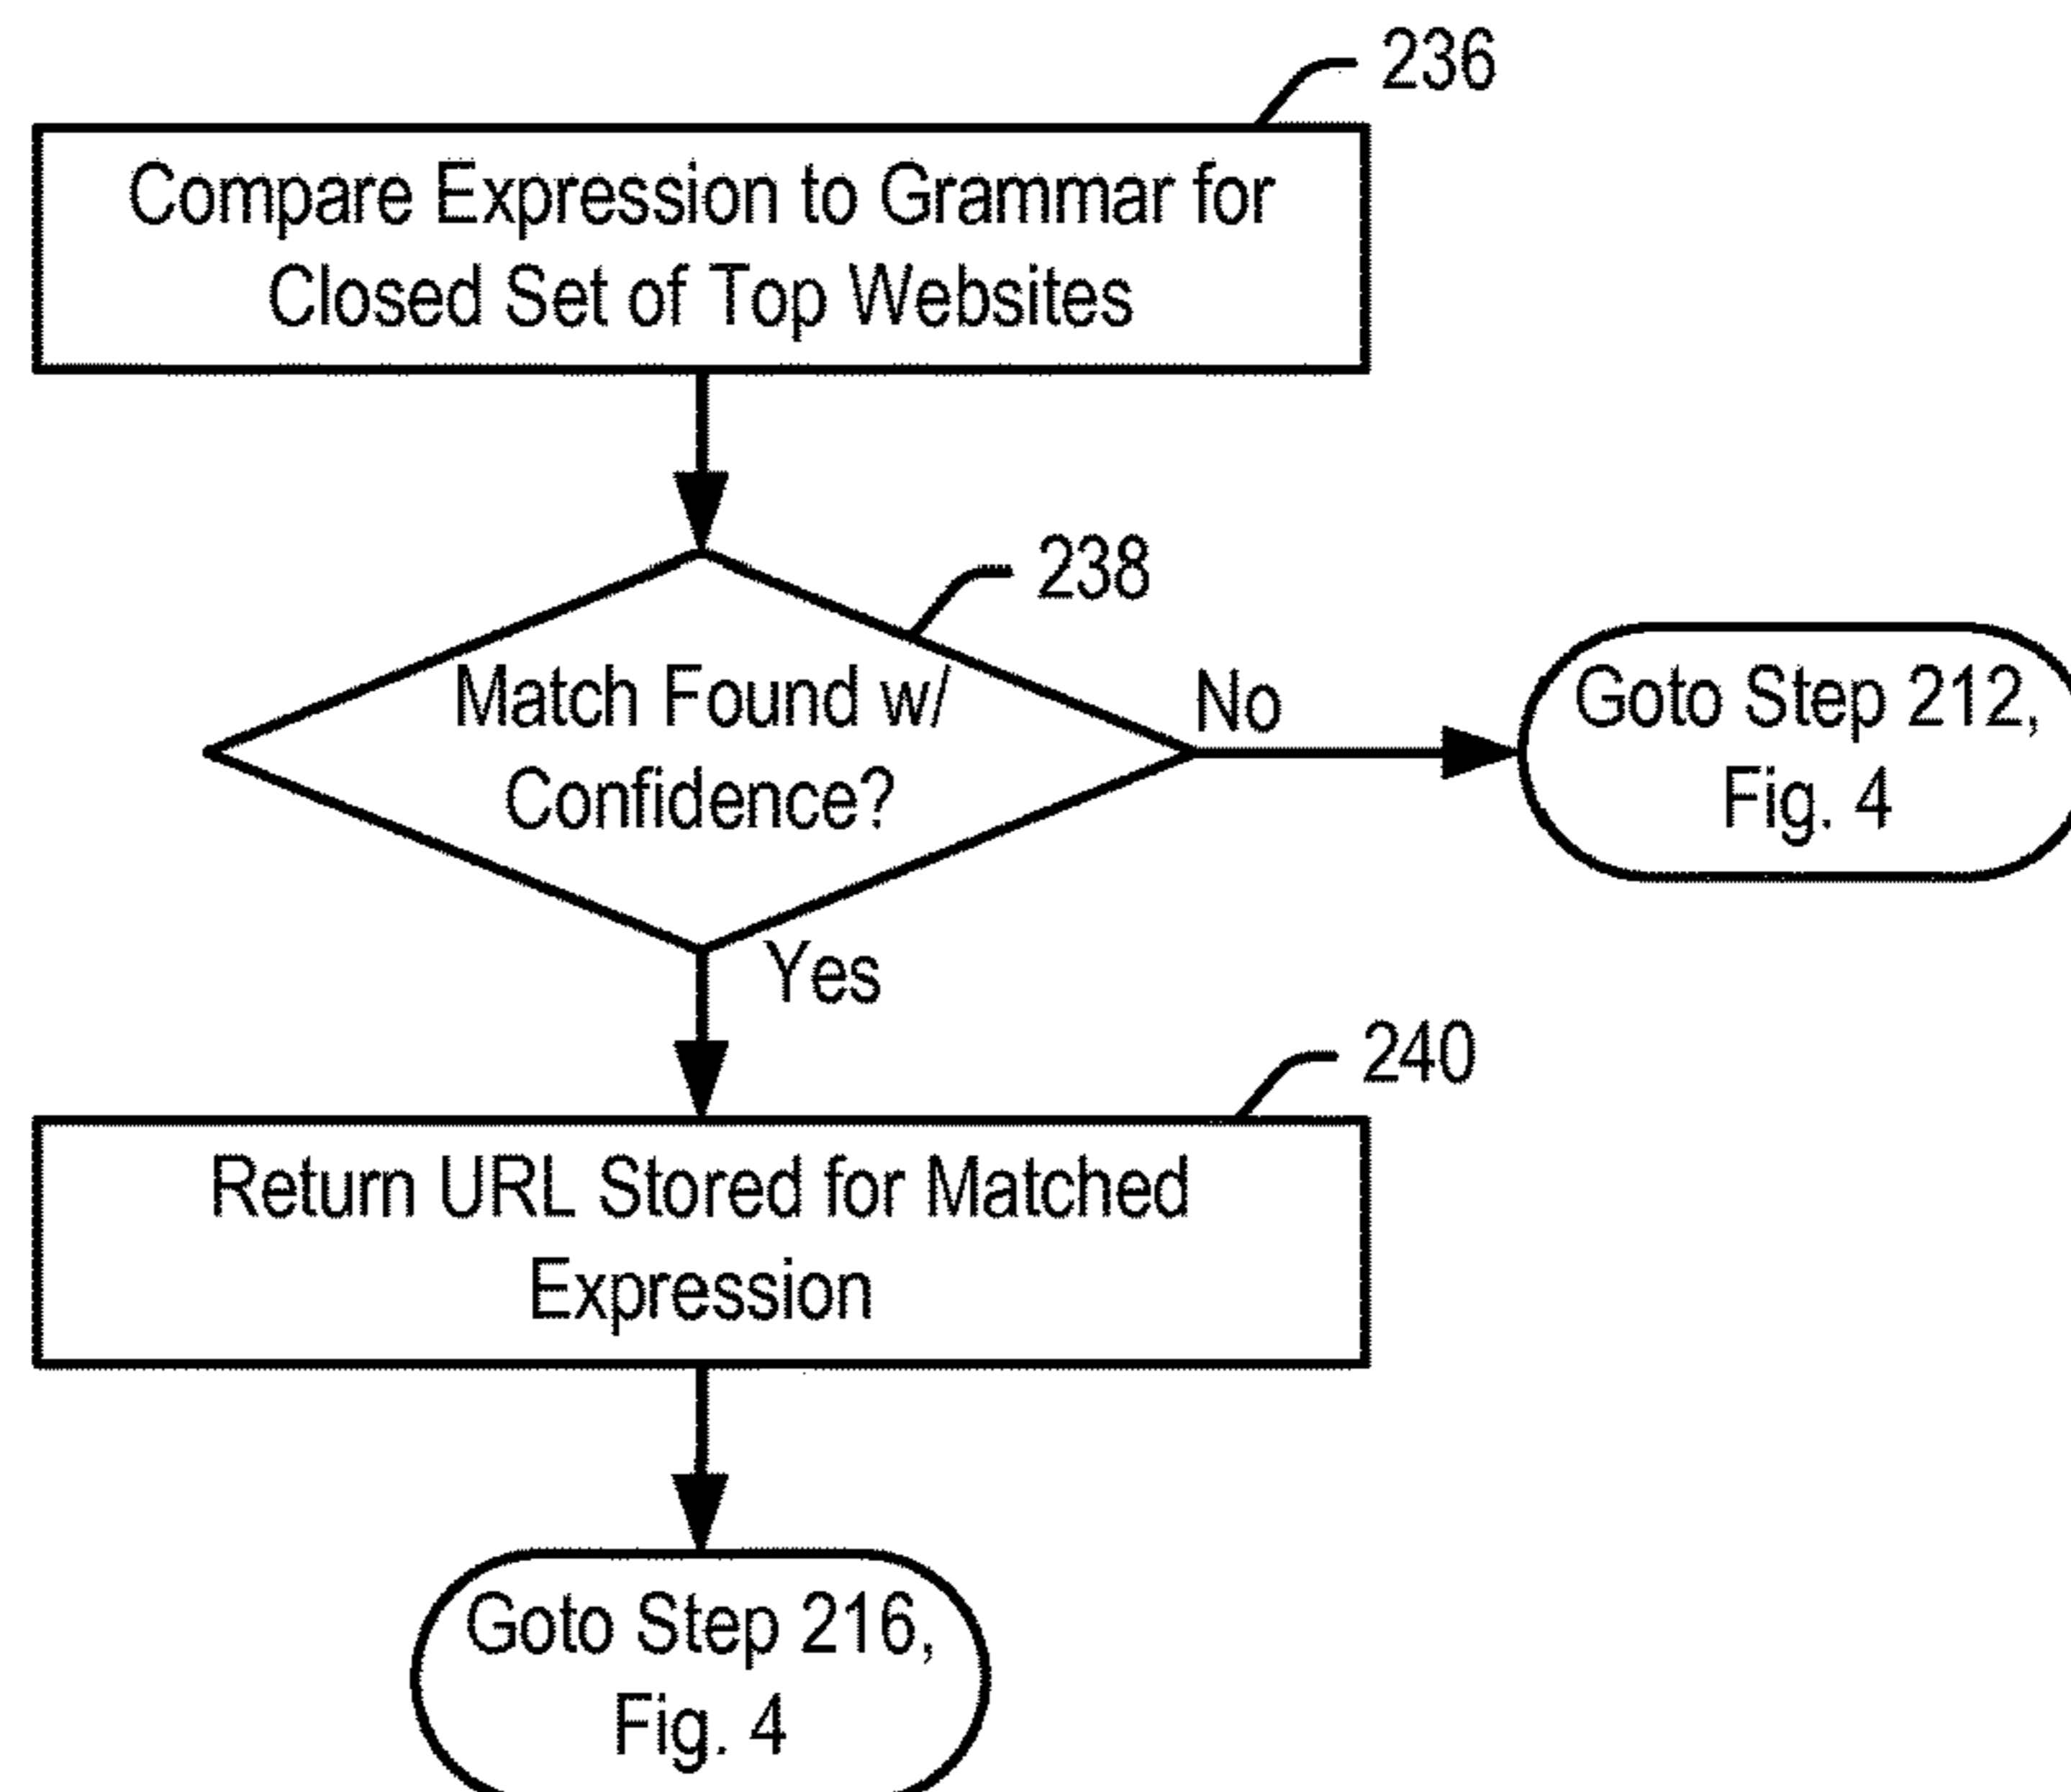 236
Compare Expression to Grammar for
Closed Set of Top Websites
238
Match Found w/
Confidence?
No
Goto Step 212,
Fig. 4
Yes
240
Return URL Stored for Matched
Expression
Goto Step 216,
Fig. 4